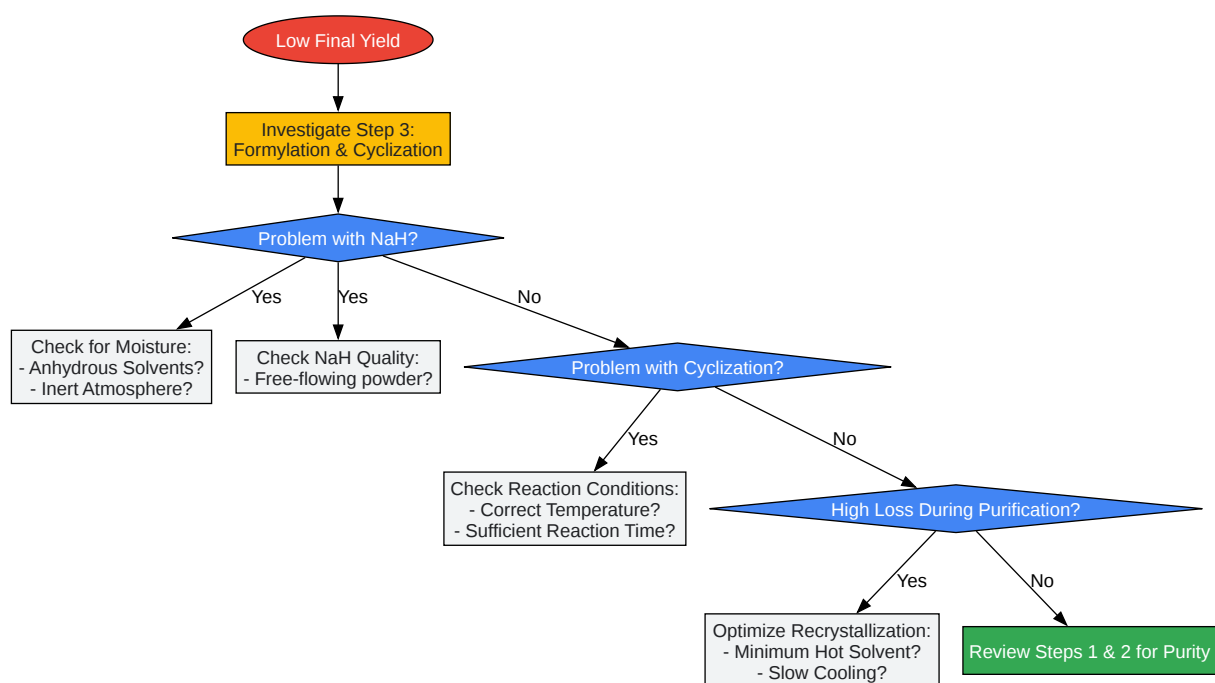 Low Final Yield
Investigate Step 3:
Formylation & Cyclization
Problem with NaH?
Yes
Yes
No
Check for Moisture:
- Anhydrous Solvents?
- Inert Atmosphere?
Check NaH Quality:
- Free-flowing powder?
Problem with Cyclization?
Yes
No
Check Reaction Conditions:
- Correct Temperature?
- Sufficient Reaction Time?
High Loss During Purification?
Yes
No
Optimize Recrystallization:
- Minimum Hot Solvent?
- Slow Cooling?
Review Steps 1 & 2 for Purity